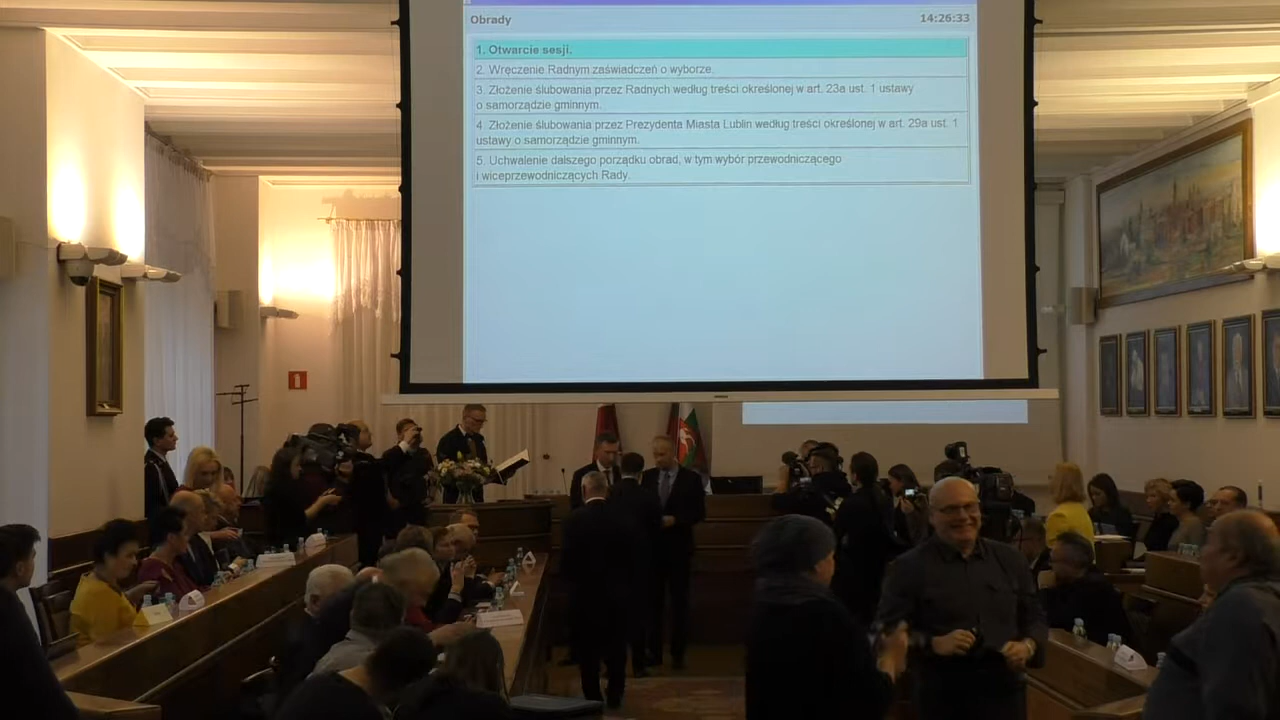 Obrady 14:26:33
1. Otwarcie sesji.
2. Wręczenie Radnym zaświadczeń o wyborze.
3. Złożenie ślubowania przez Radnych według treści określonej w art. 23a ust. 1 ustawy
o samorządzie gminnym.
4. Złożenie ślubowania przez Prezydenta Miasta Lublin według treści określonej w art. 29a ust. 1
ustawy o samorządzie gminnym.
5. Uchwalenie dalszego porządku obrad, w tym wybór przewodniczącego
i wiceprzewodniczących Rady.